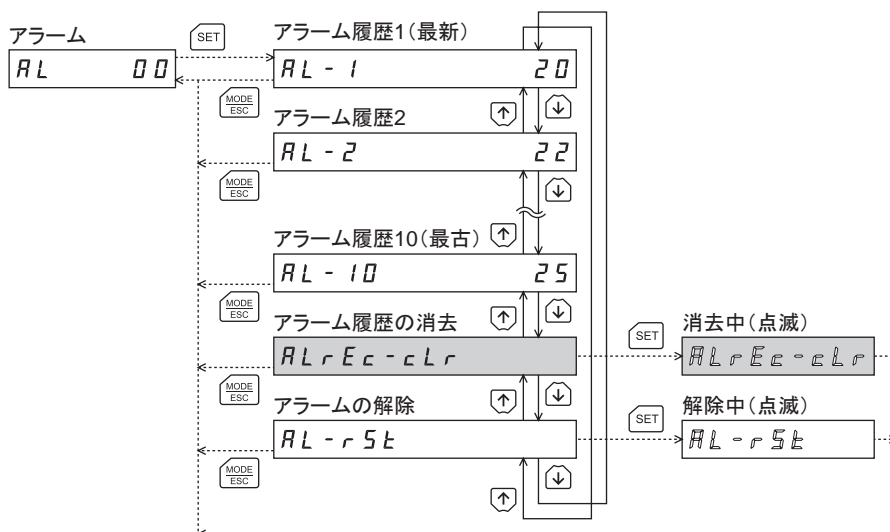 アラーム
SET
アラーム履歴1(最新)
AL 00
AL-1 20
MODE
ESC
アラーム履歴2
↑
↓
AL-2 22
MODE
ESC
↓
アラーム履歴10(最古)
↑
AL-10 25
MODE
ESC
アラーム履歴の消去
↑
↓
SET
消去中(点滅)
ALrEc-cLr
ALrEc-cLr
MODE
ESC
アラームの解除
↑
↓
SET
解除中(点滅)
AL-rSt
AL-rSt
MODE
ESC
↑
↓